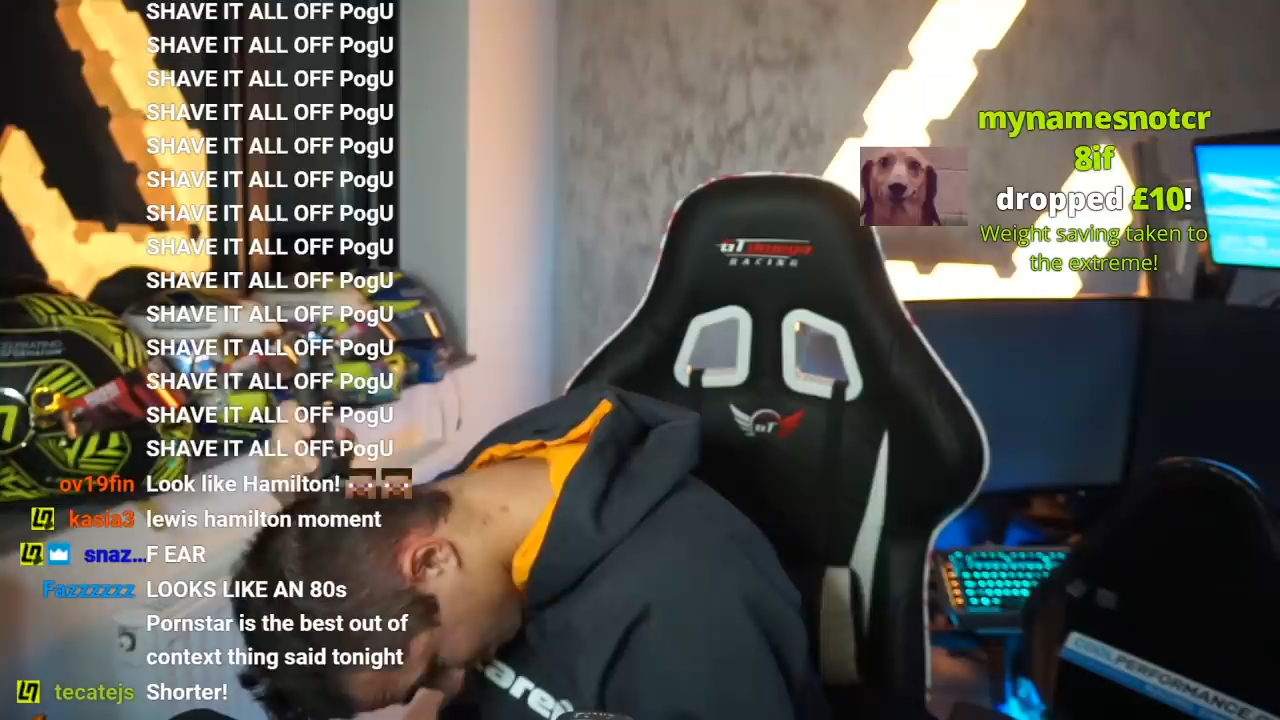 SHAVE IT ALL OFF PogU
SHAVE IT ALL OFF PogU
SHAVE IT ALL OFF PogU
SHAVE IT ALL OFF PogU
SHAVE IT ALL OFF PogU
SHAVE IT ALL OFF PogU
SHAVE IT ALL OFF PogU
SHAVE IT ALL OFF PogU
SHAVE IT ALL OFF PogU
SHAVE IT ALL OFF PogU
SHAVE IT ALL OFF PogU
SHAVE IT ALL OFF PogU
SHAVE IT ALL OFF PogU
SHAVE IT ALL OFF PogU
ov19fin Look like Hamilton!
kasia3 lewis hamilton moment
snaz... F EAR
Fazzzzzz LOOKS LIKE AN 80s
Pornstar is the best out of
context thing said tonight
tecatejs Shorter!
mynamesnotcr
8if
dropped £10!
Weight saving taken to
the extreme!
GT OMEGA
RACING
GT
COOLPERFORMANCE